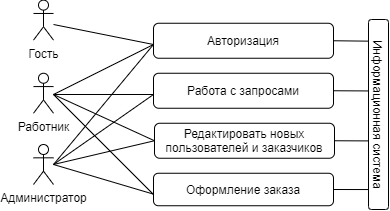 Гость
Работник
Администратор
Авторизация
Работа с запросами
Редактировать новых
пользователей и заказчиков
Оформление заказа
Информационная система